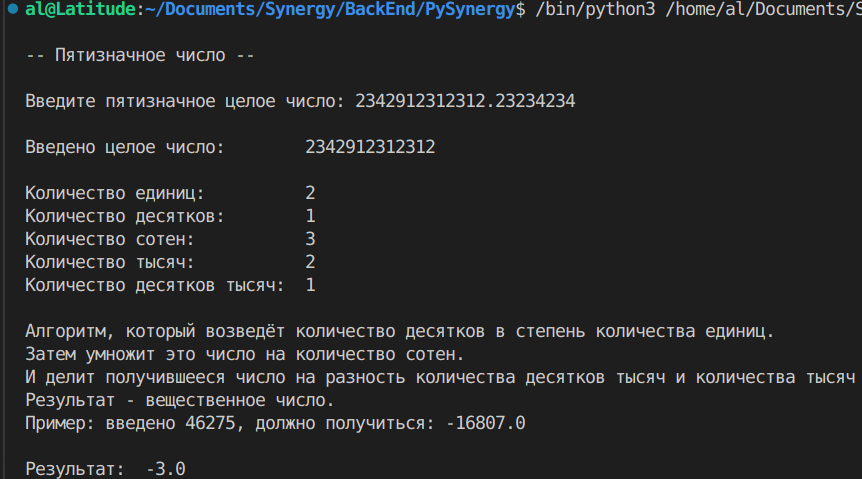 al@Latitude:~/Documents/Synergy/BackEnd/PySynergy$ /bin/python3 /home/al/Documents/S
-- Пятизначное число --
Введите пятизначное целое число: 2342912312312.23234234
Введено целое число: 2342912312312
Количество единиц: 2
Количество десятков: 1
Количество сотен: 3
Количество тысяч: 2
Количество десятков тысяч: 1
Алгоритм, который возведёт количество десятков в степень количества единиц.
Затем умножит это число на количество сотен.
И делит получившееся число на разность количества десятков тысяч и количества тысяч
Результат - вещественное число.
Пример: введено 46275, должно получиться: -16807.0
Результат: -3.0